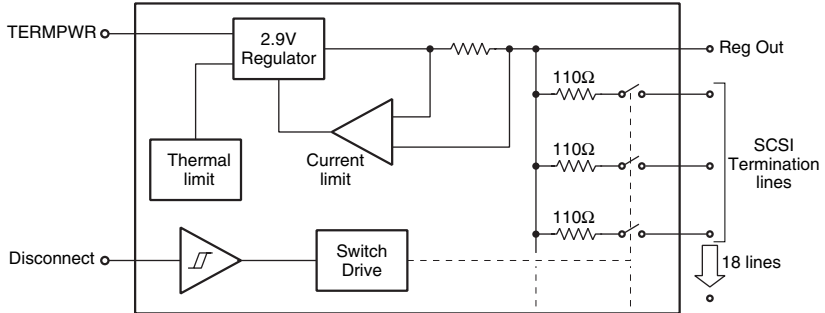 TERMPWR
2.9V
Regulator
Reg Out
110Ω
Thermal
limit
Current
limit
110Ω
SCSI
Termination
lines
110Ω
Disconnect
Switch
Drive
18 lines